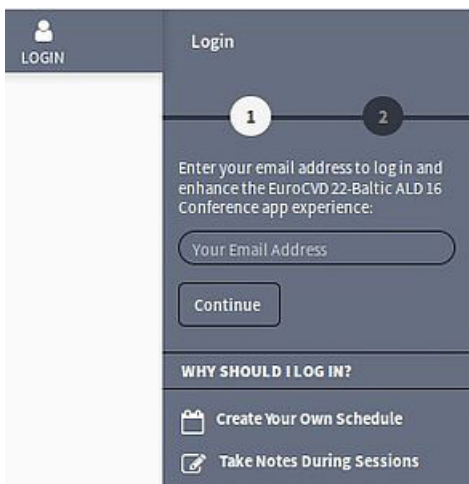 LOGIN
Login
1
2
Enter your email address to log in and
enhance the EuroCVD 22-Baltic ALD 16
Conference app experience:
Your Email Address
Continue
WHY SHOULD I LOG IN?
Create Your Own Schedule
Take Notes During Sessions